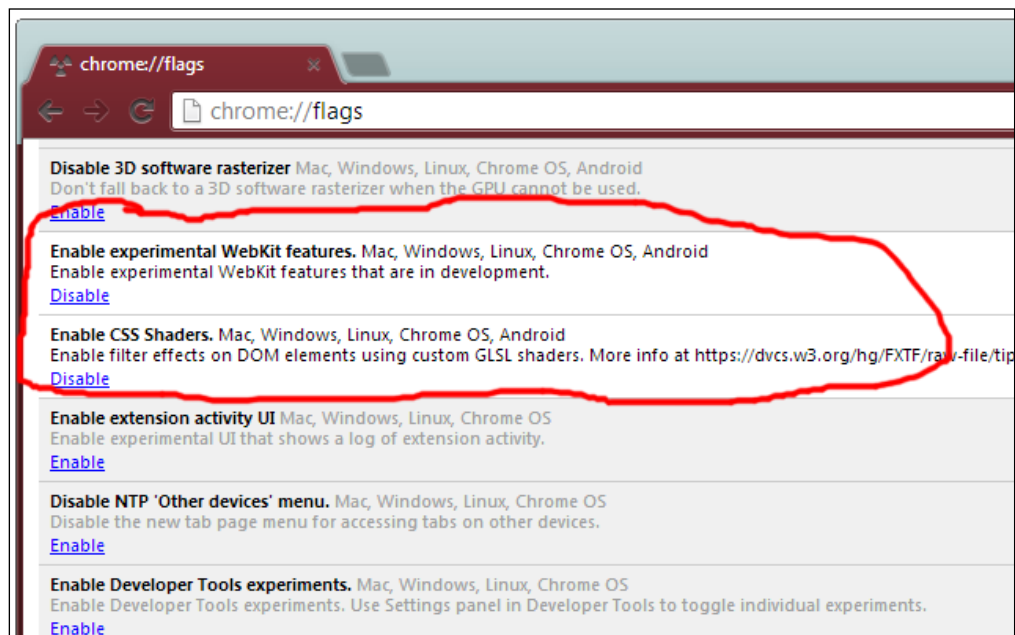 chrome://flags
chrome://flags
Disable 3D software rasterizer Mac, Windows, Linux, Chrome OS, Android
Don't fall back to a 3D software rasterizer when the GPU cannot be used.
Enable
Enable experimental WebKit features. Mac, Windows, Linux, Chrome OS, Android
Enable experimental WebKit features that are in development.
Disable
Enable CSS Shaders. Mac, Windows, Linux, Chrome OS, Android
Enable filter effects on DOM elements using custom GLSL shaders. More info at https://dvcs.w3.org/hg/FXTF/raw-file/tip
Disable
Enable extension activity UI Mac, Windows, Linux, Chrome OS
Enable experimental UI that shows a log of extension activity.
Enable
Disable NTP 'Other devices' menu. Mac, Windows, Linux, Chrome OS
Disable the new tab page menu for accessing tabs on other devices.
Enable
Enable Developer Tools experiments. Mac, Windows, Linux, Chrome OS
Enable Developer Tools experiments. Use Settings panel in Developer Tools to toggle individual experiments.
Enable